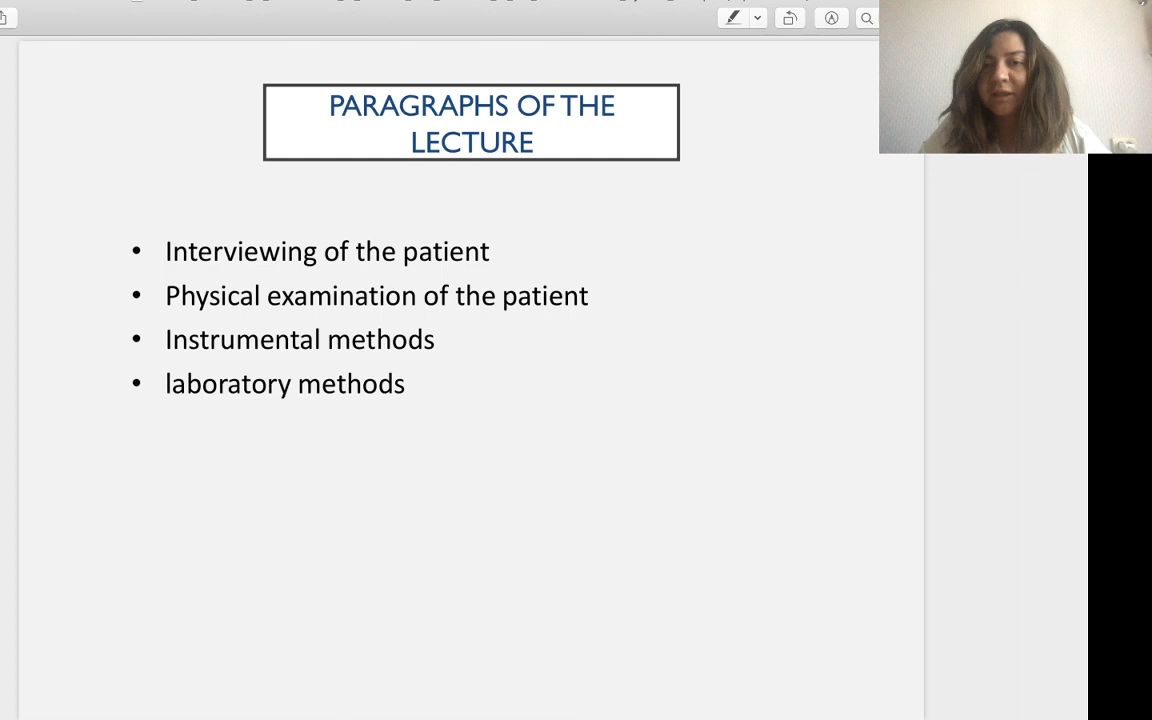 PARAGRAPHS OF THE
LECTURE
• Interviewing of the patient
• Physical examination of the patient
• Instrumental methods
• laboratory methods